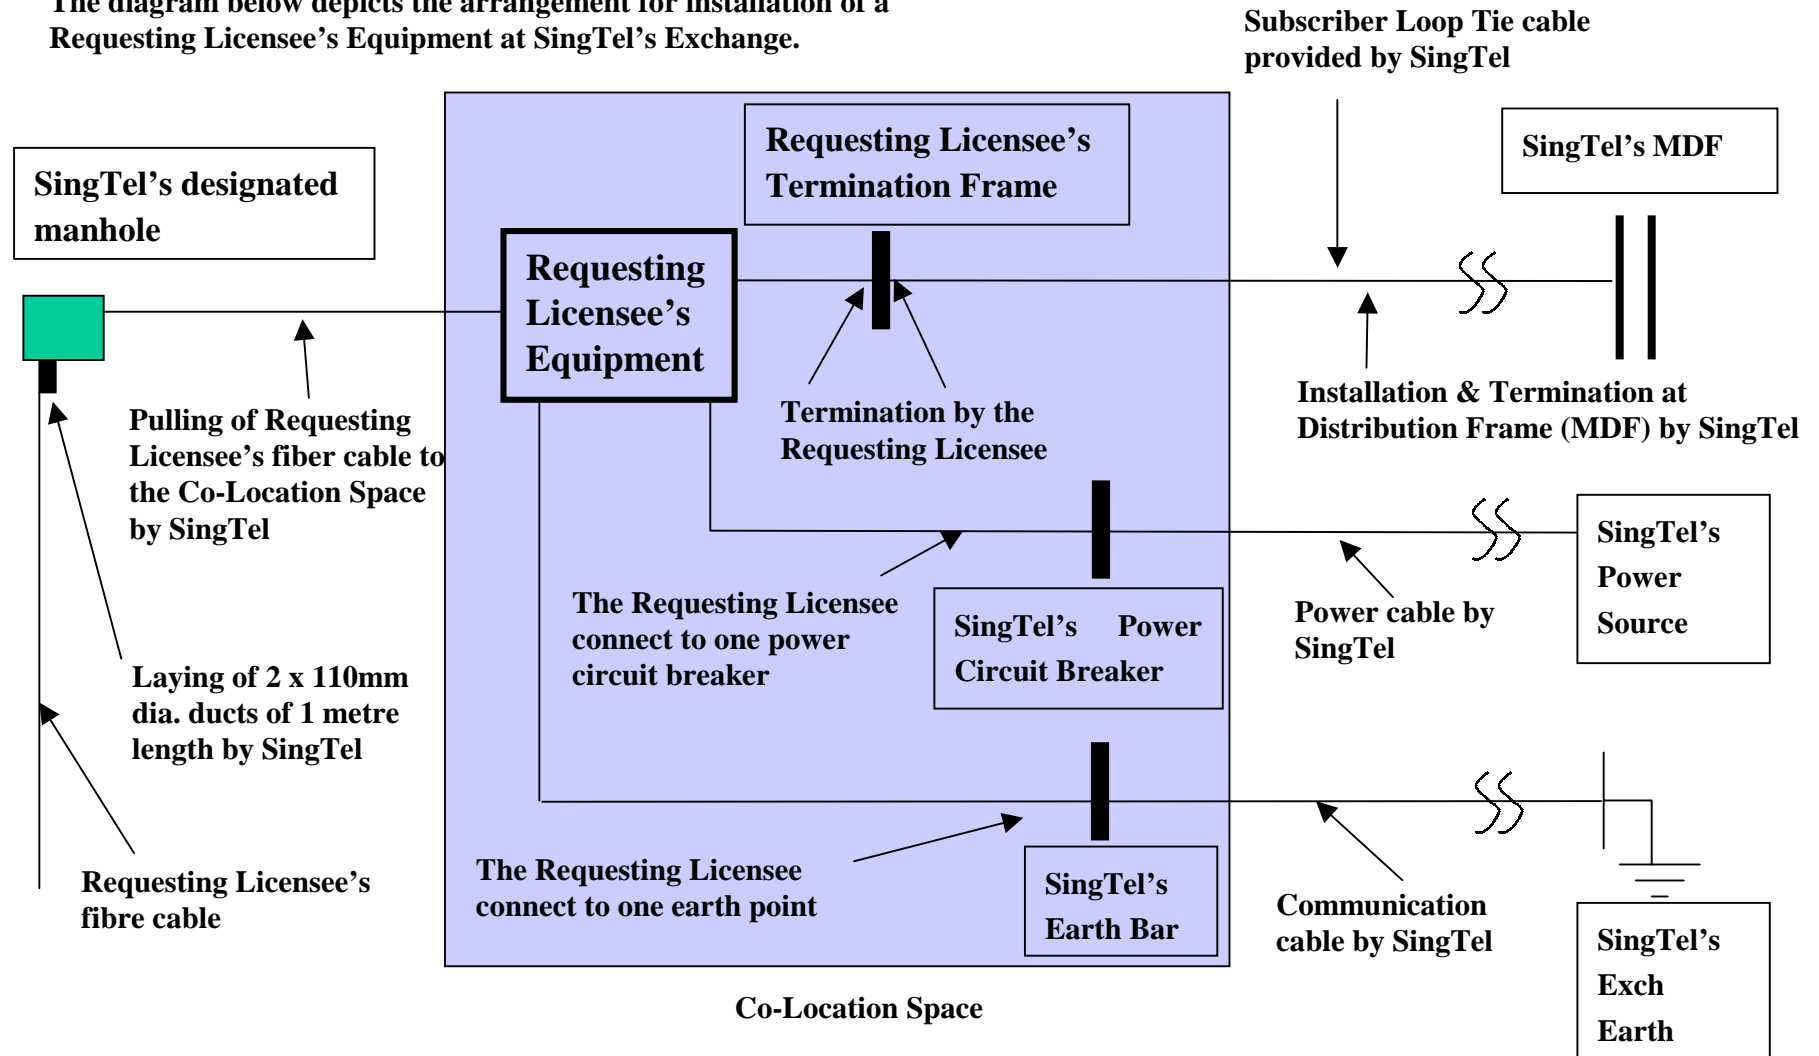 The diagram below depicts the arrangement for installation of a
Requesting Licensee’s Equipment at SingTel’s Exchange.
Subscriber Loop Tie cable
provided by SingTel
SingTel’s designated
manhole
Requesting Licensee’s
Termination Frame
SingTel’s MDF
Requesting
Licensee’s
Equipment
Pulling of Requesting
Licensee’s fiber cable to
the Co-Location Space
by SingTel
Termination by the
Requesting Licensee
Installation & Termination at
Distribution Frame (MDF) by SingTel
The Requesting Licensee
connect to one power
circuit breaker
SingTel’s Power
Circuit Breaker
Power cable by
SingTel
SingTel’s
Power
Source
Laying of 2 x 110mm
dia. ducts of 1 metre
length by SingTel
Requesting Licensee’s
fibre cable
The Requesting Licensee
connect to one earth point
SingTel’s
Earth Bar
Communication
cable by SingTel
SingTel’s
Exch
Earth
Co-Location Space